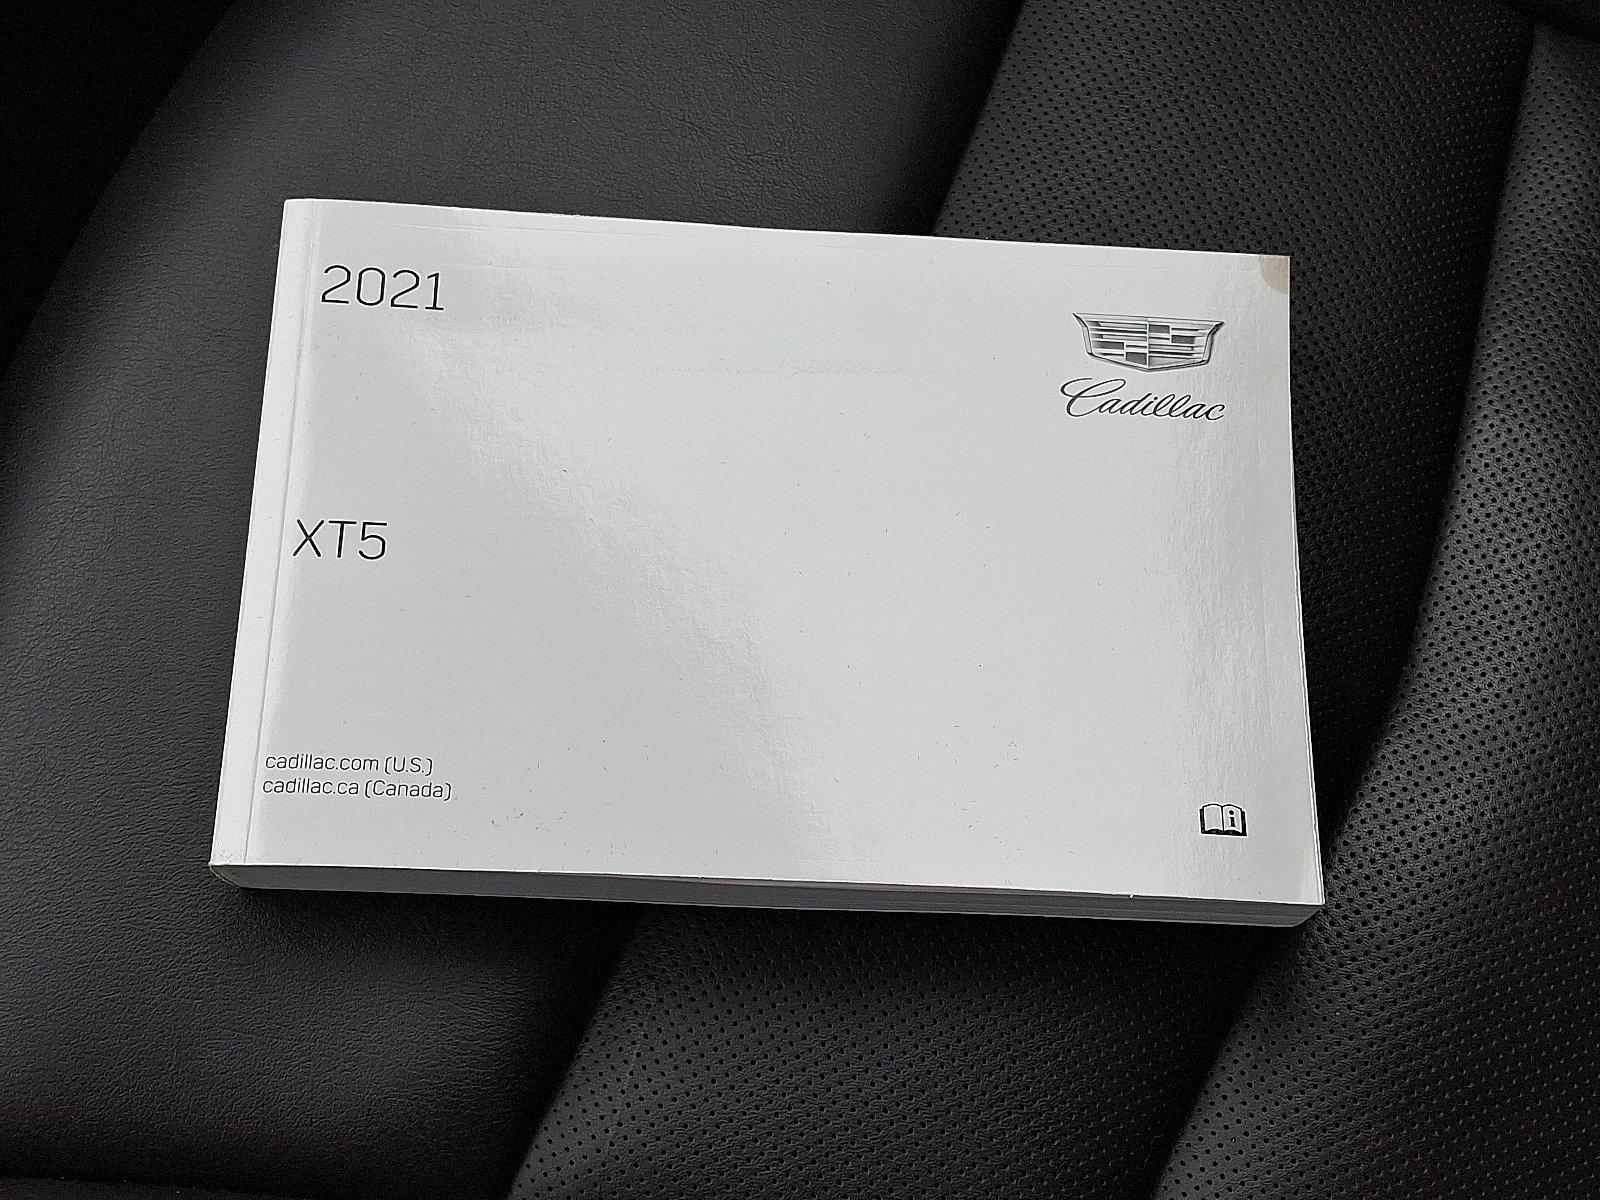 2021
Cadillac
XT5
cadillac.com (U.S.)
cadillac.ca (Canada)
i